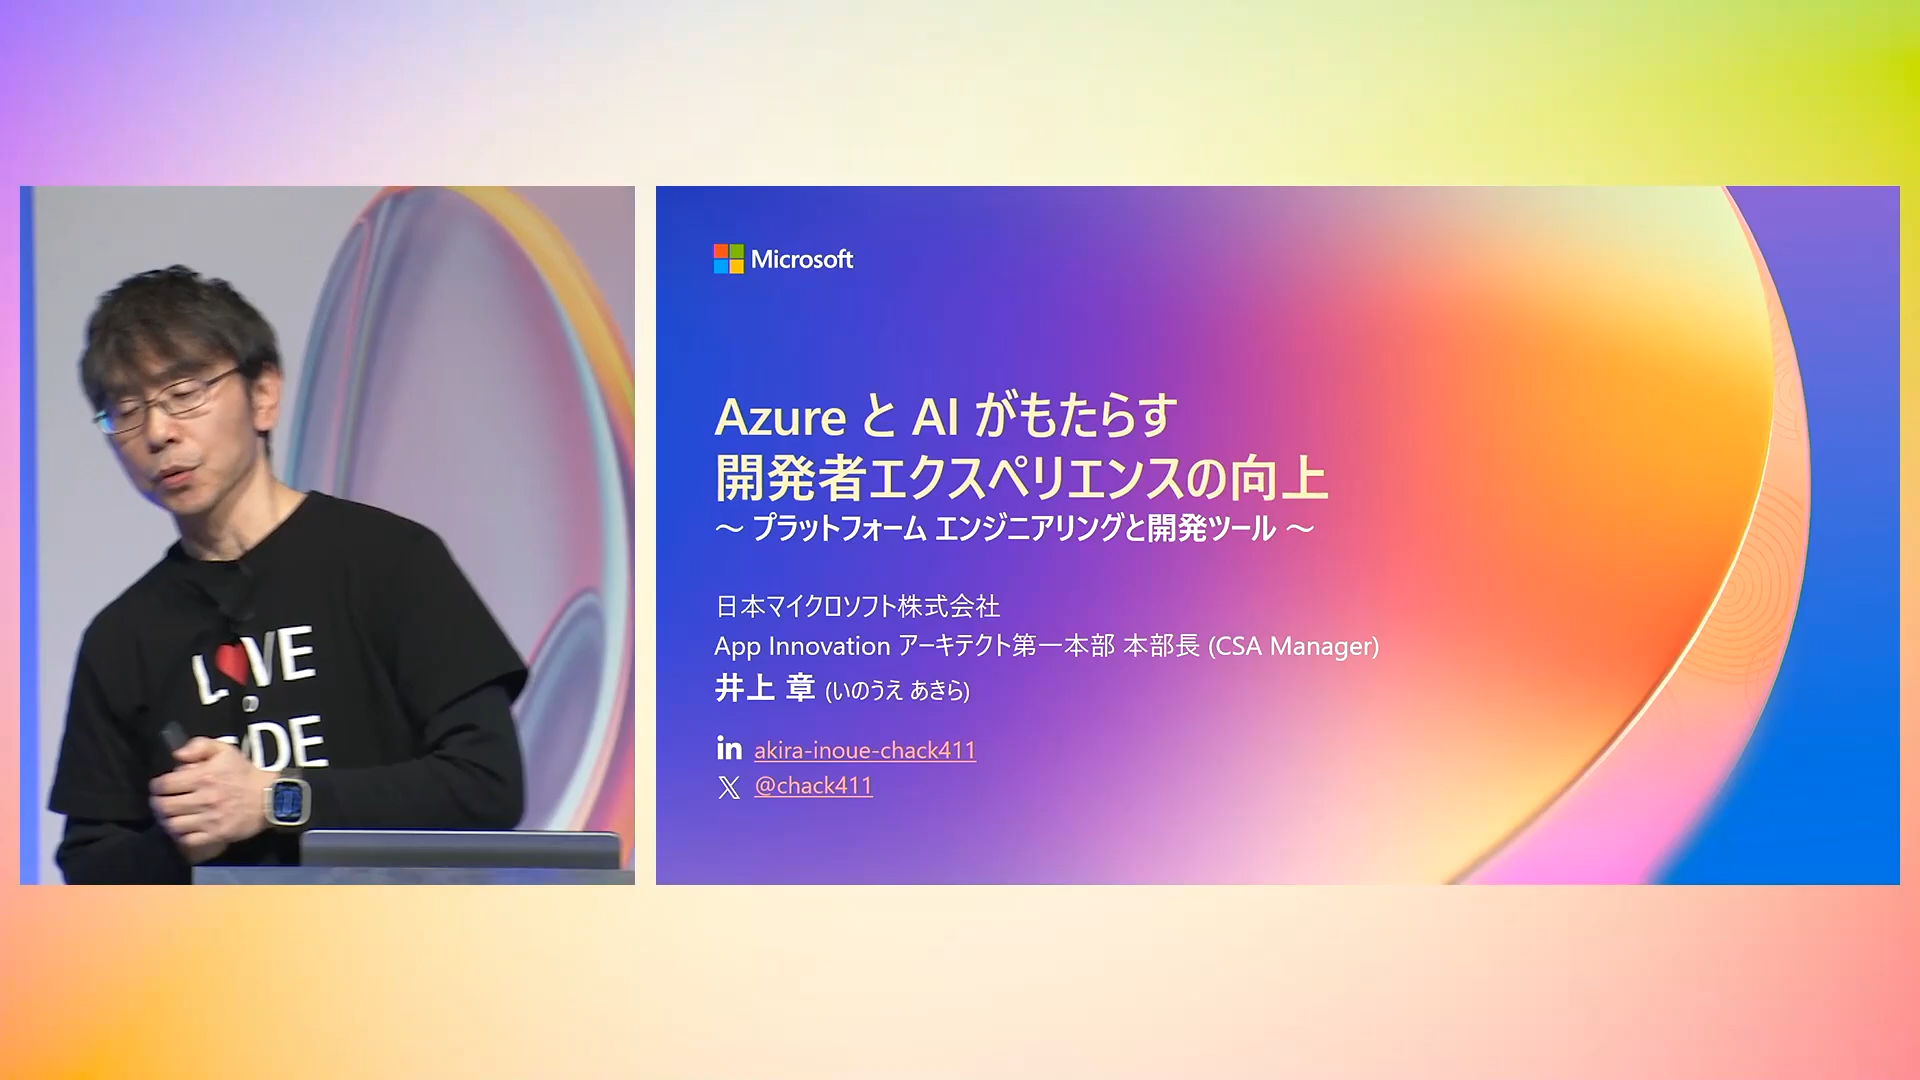 LOVE
Microsoft
Azure と AI がもたらす
開発者エクスペリエンスの向上
～ プラットフォーム エンジニアリングと開発ツール ～
日本マイクロソフト株式会社
App Innovation アーキテクト第一本部 本部長 (CSA Manager)
井上 章 (いのうえ あきら)
in akira-inoue-chack411
X @chack411